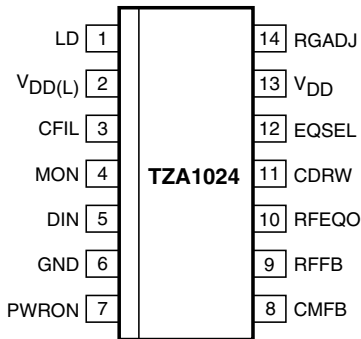 LD 1 14 RGADJ
VDD(L) 2 13 VDD
CFIL 3 12 EQSEL
MON 4 TZA1024 11 CDRW
DIN 5 10 RFEQO
GND 6 9 RFFB
PWRON 7 8 CMFB